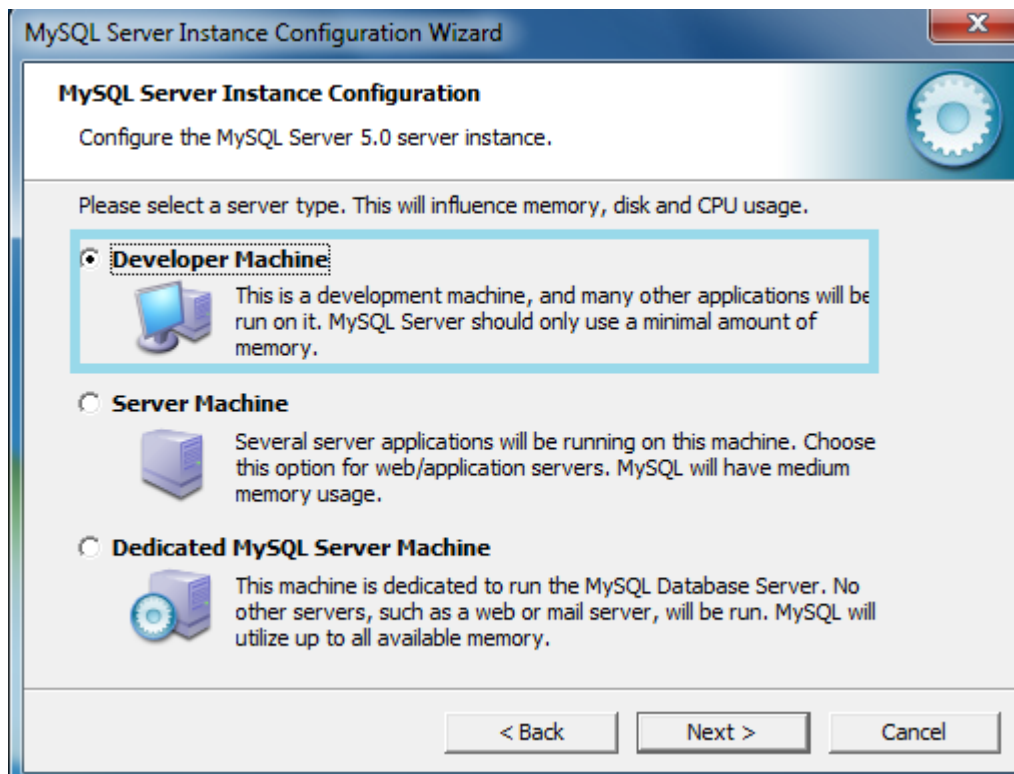 MySQL Server Instance Configuration Wizard
MySQL Server Instance Configuration
Configure the MySQL Server 5.0 server instance.
Please select a server type. This will influence memory, disk and CPU usage.
Developer Machine
This is a development machine, and many other applications will be
run on it. MySQL Server should only use a minimal amount of
memory.
Server Machine
Several server applications will be running on this machine. Choose
this option for web/application servers. MySQL will have medium
memory usage.
Dedicated MySQL Server Machine
This machine is dedicated to run the MySQL Database Server. No
other servers, such as a web or mail server, will be run. MySQL will
utilize up to all available memory.
< Back Next > Cancel